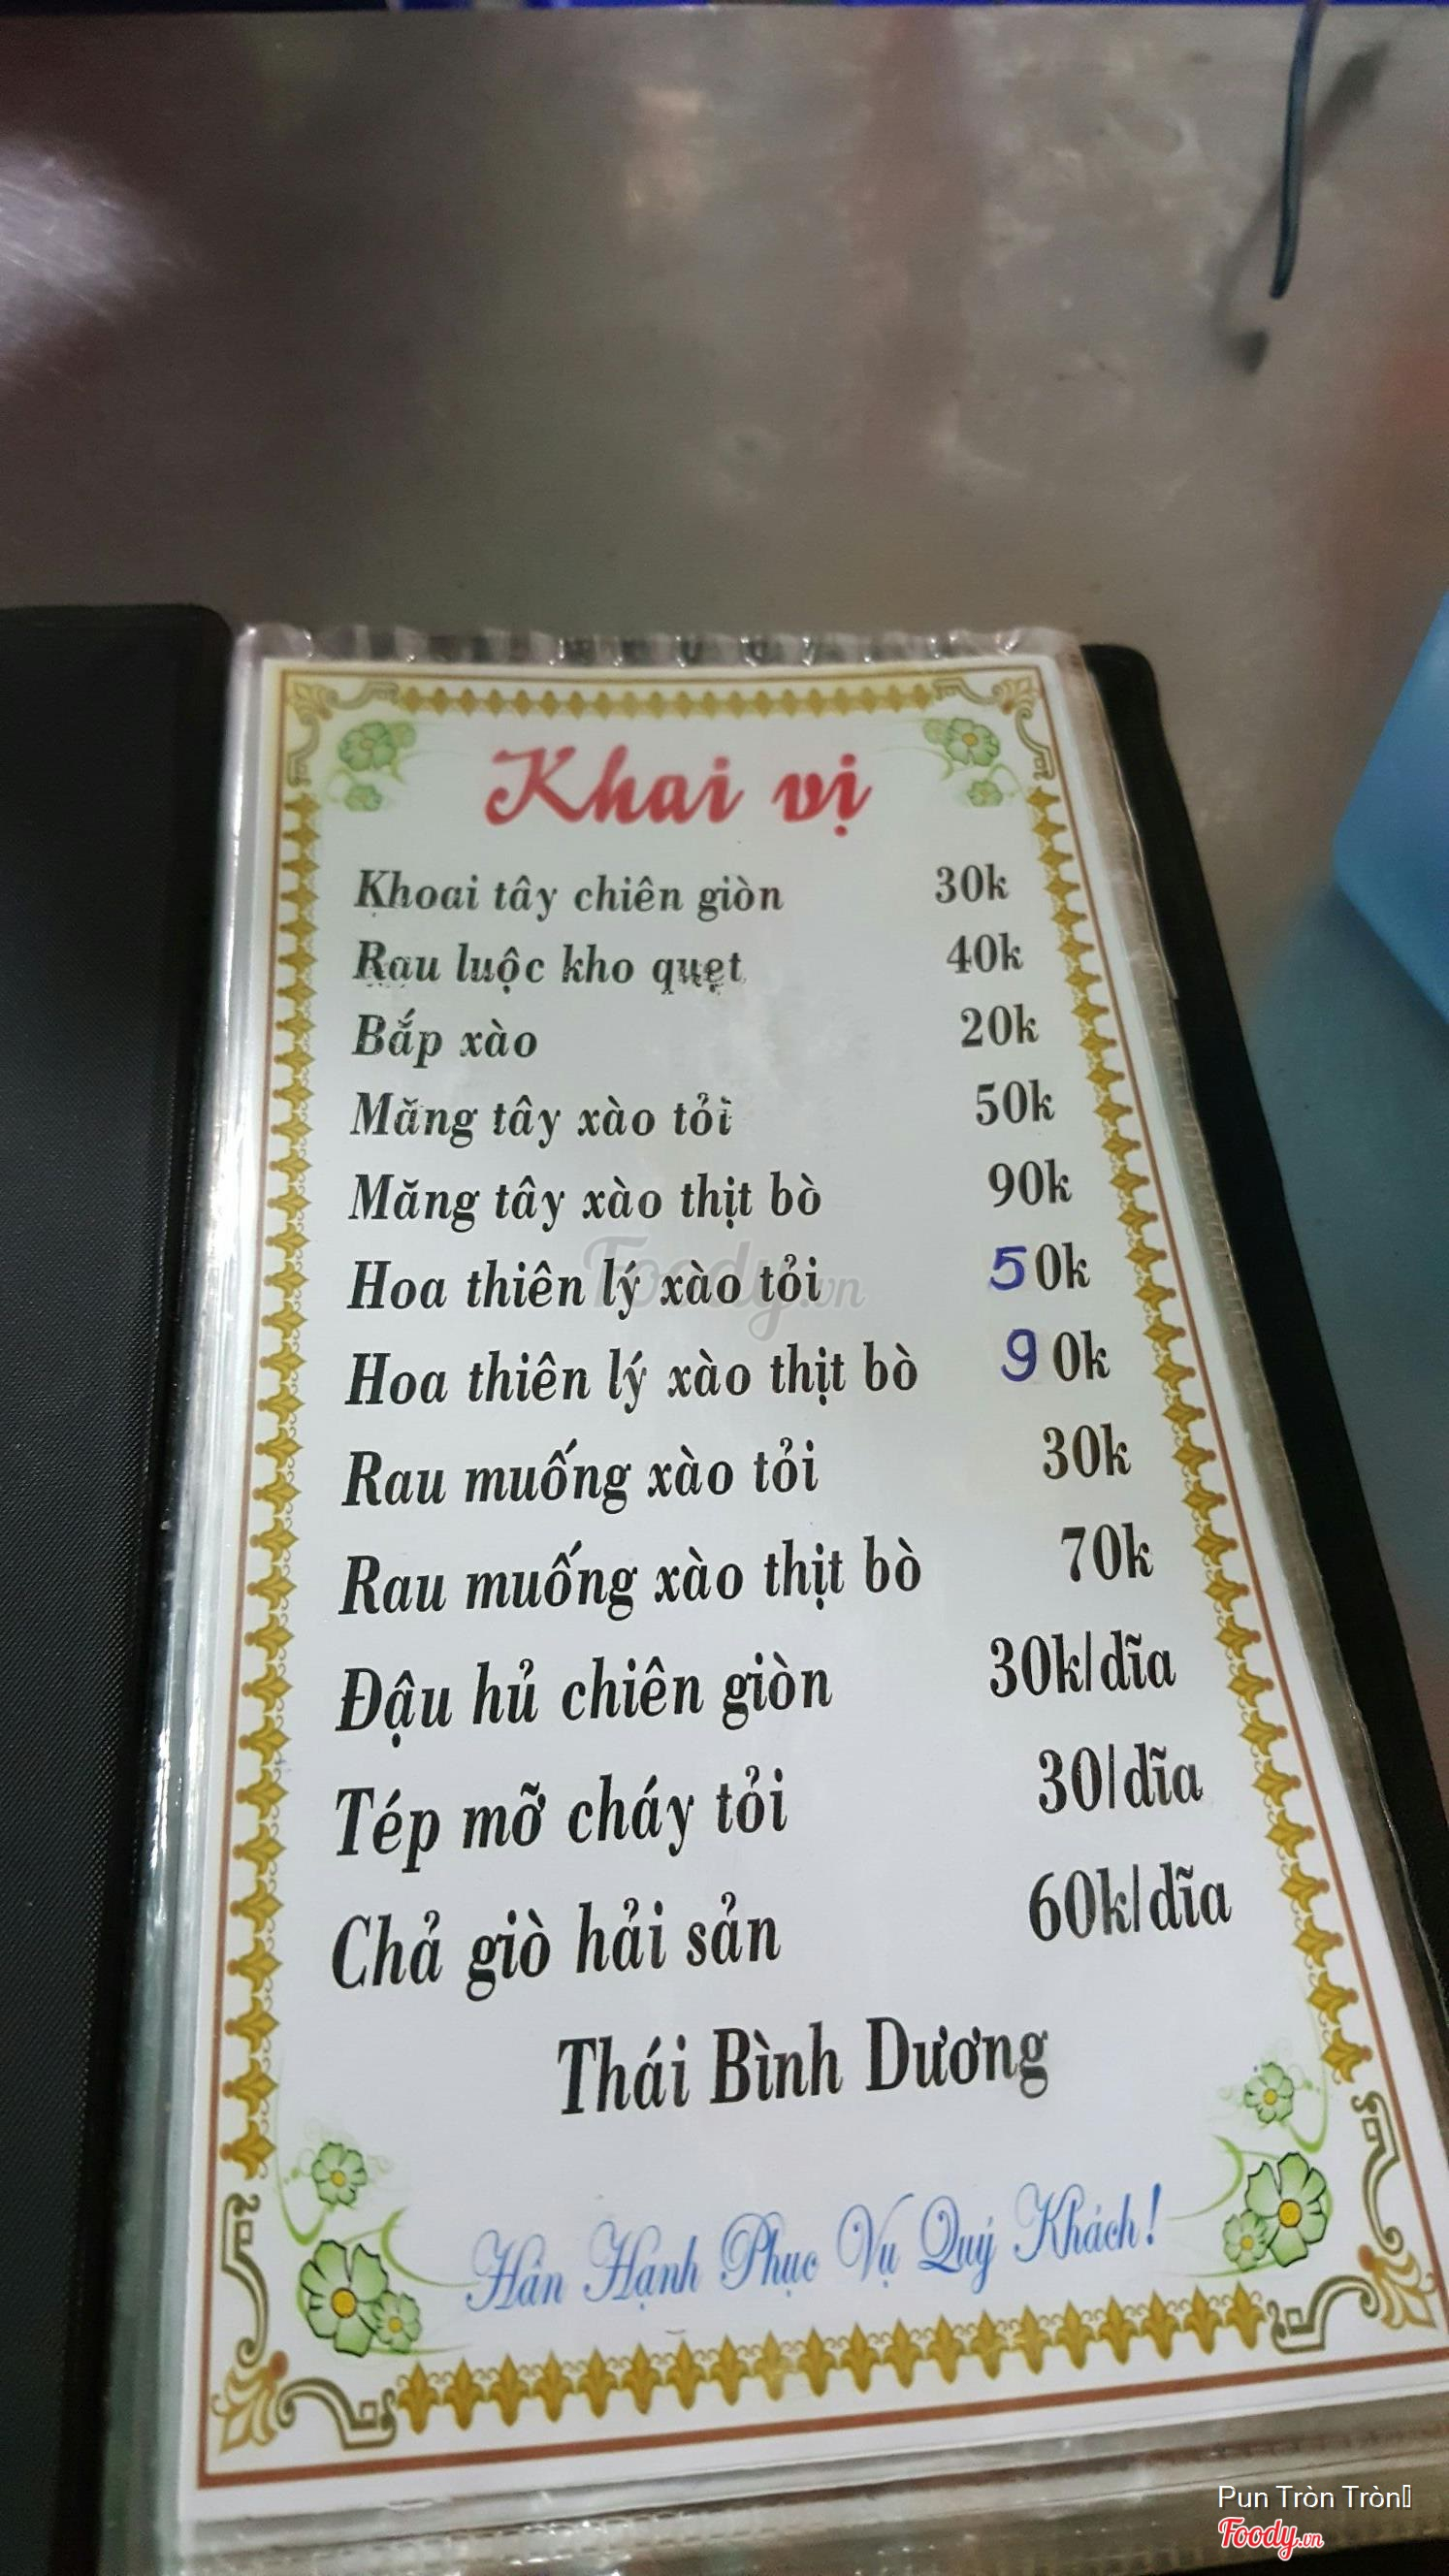 Khai vị
Khoai tây chiên giòn 30k
Rau luộc kho quẹt 40k
Bắp xào 20k
Măng tây xào tỏi 50k
Măng tây xào thịt bò 90k
Hoa thiên lý xào tỏi 50k
Hoa thiên lý xào thịt bò 90k
Rau muống xào tỏi 30k
Rau muống xào thịt bò 70k
Đậu hủ chiên giòn 30k/dĩa
Tép mỡ cháy tỏi 30/dĩa
Chả giò hải sản 60k/dĩa
Thái Bình Dương
Hân Hạnh Phục Vụ Quý Khách!
Foody.vn
Pun Tròn Tròn
Foody.vn